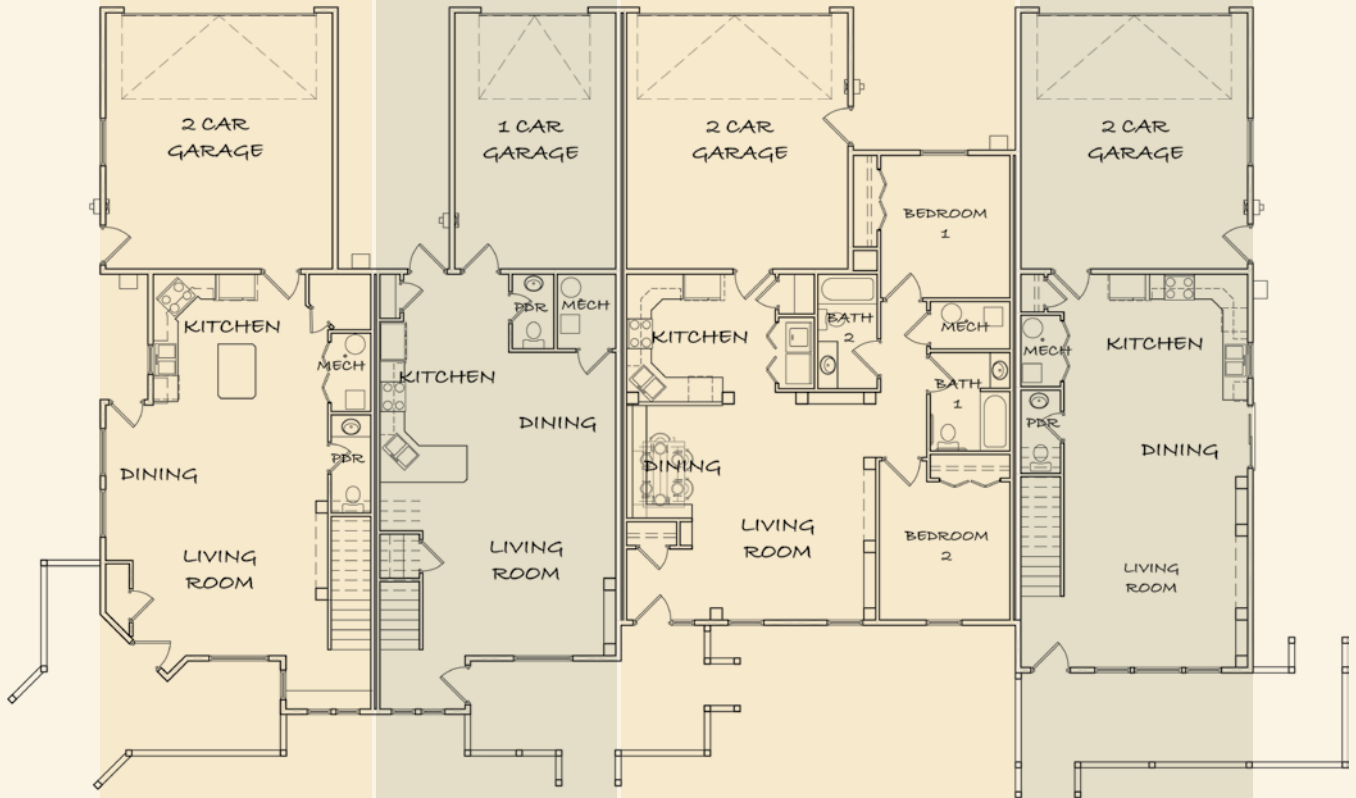 2 CAR
GARAGE
1 CAR
GARAGE
2 CAR
GARAGE
2 CAR
GARAGE
BEDROOM
1
KITCHEN
MECH
PDR
DINING
LIVING
ROOM
PDR
MECH
KITCHEN
DINING
LIVING
ROOM
KITCHEN
BATH
2
MECH
BATH
1
DINING
LIVING
ROOM
BEDROOM
2
MECH
KITCHEN
PDR
DINING
LIVING
ROOM